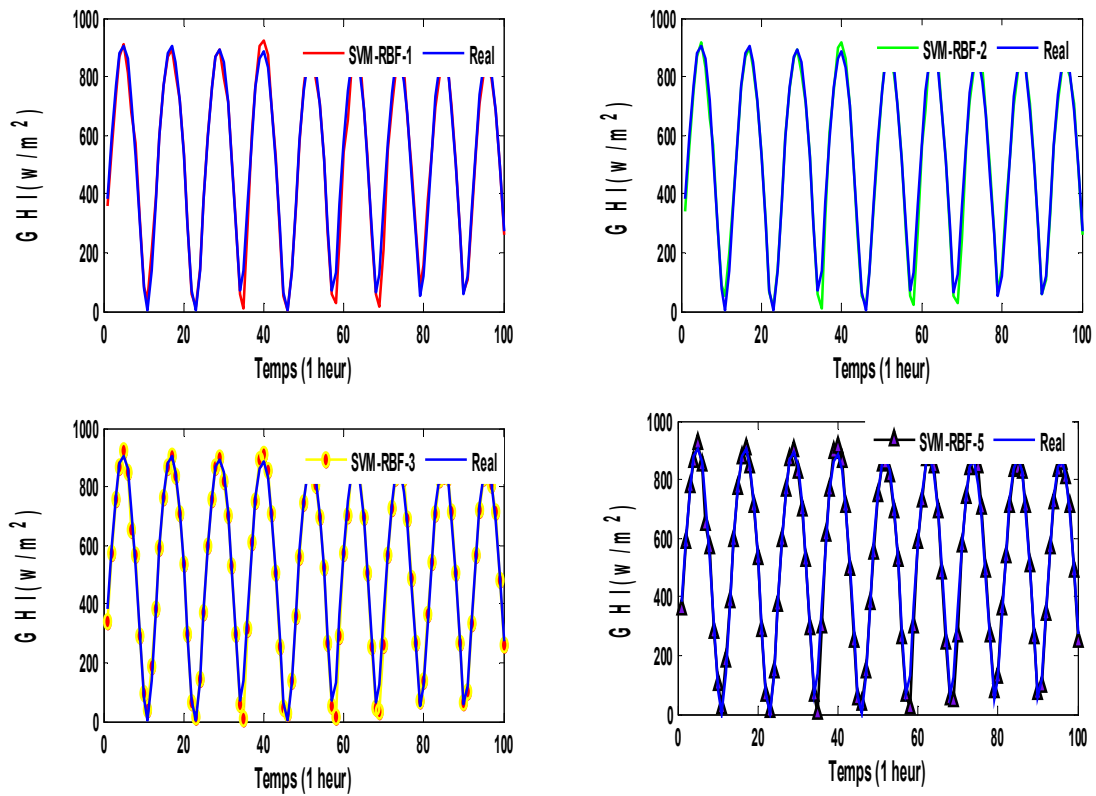 SVM-RBF-1 Real
1000
800
600
400
200
0
G H I ( w / m 2 )
0 20 40 60 80 100
Temps (1 heur)
SVM-RBF-2 Real
1000
800
600
400
200
0
G H I ( w / m 2 )
0 20 40 60 80 100
Temps (1 heur)
SVM-RBF-3 Real
1000
800
600
400
200
0
G H I ( w / m 2 )
0 20 40 60 80 100
Temps (1 heur)
SVM-RBF-5 Real
1000
800
600
400
200
0
G H I ( w / m 2 )
0 20 40 60 80 100
Temps (1 heur)